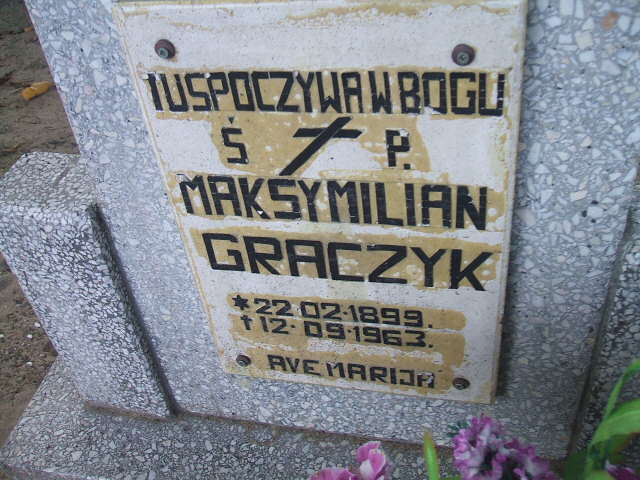 TU SPOCZYWA W BOGU
Ś P.
MAKSYMILIAN
GRACZYK
* 22.02.1899.
† 12.09.1963.
AVE MARIJA